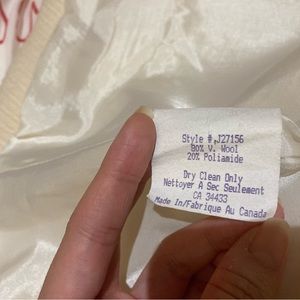 Style #.J27156
80% V. Wool
20% Poliamide
Dry Clean Only
Nettoyer A Sec Seulement
CA 34433
Made In/Fabrique Au Canada